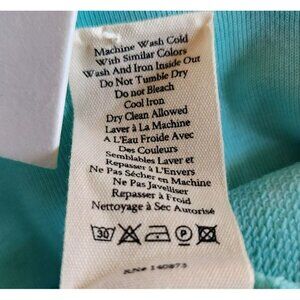 Machine Wash Cold
With Similar Colors
Wash And Iron Inside Out
Do Not Tumble Dry
Do not Bleach
Cool Iron
Dry Clean Allowed
Laver à La Machine
A L'Eau Froide Avec
Des Couleurs
Semblables Laver et
Repasser à L'Envers
Ne Pas Sécher en Machine
Ne Pas Javelliser
Repasser à Froid
Nettoyage à Sec Autorisé
30 P
RN# 140873